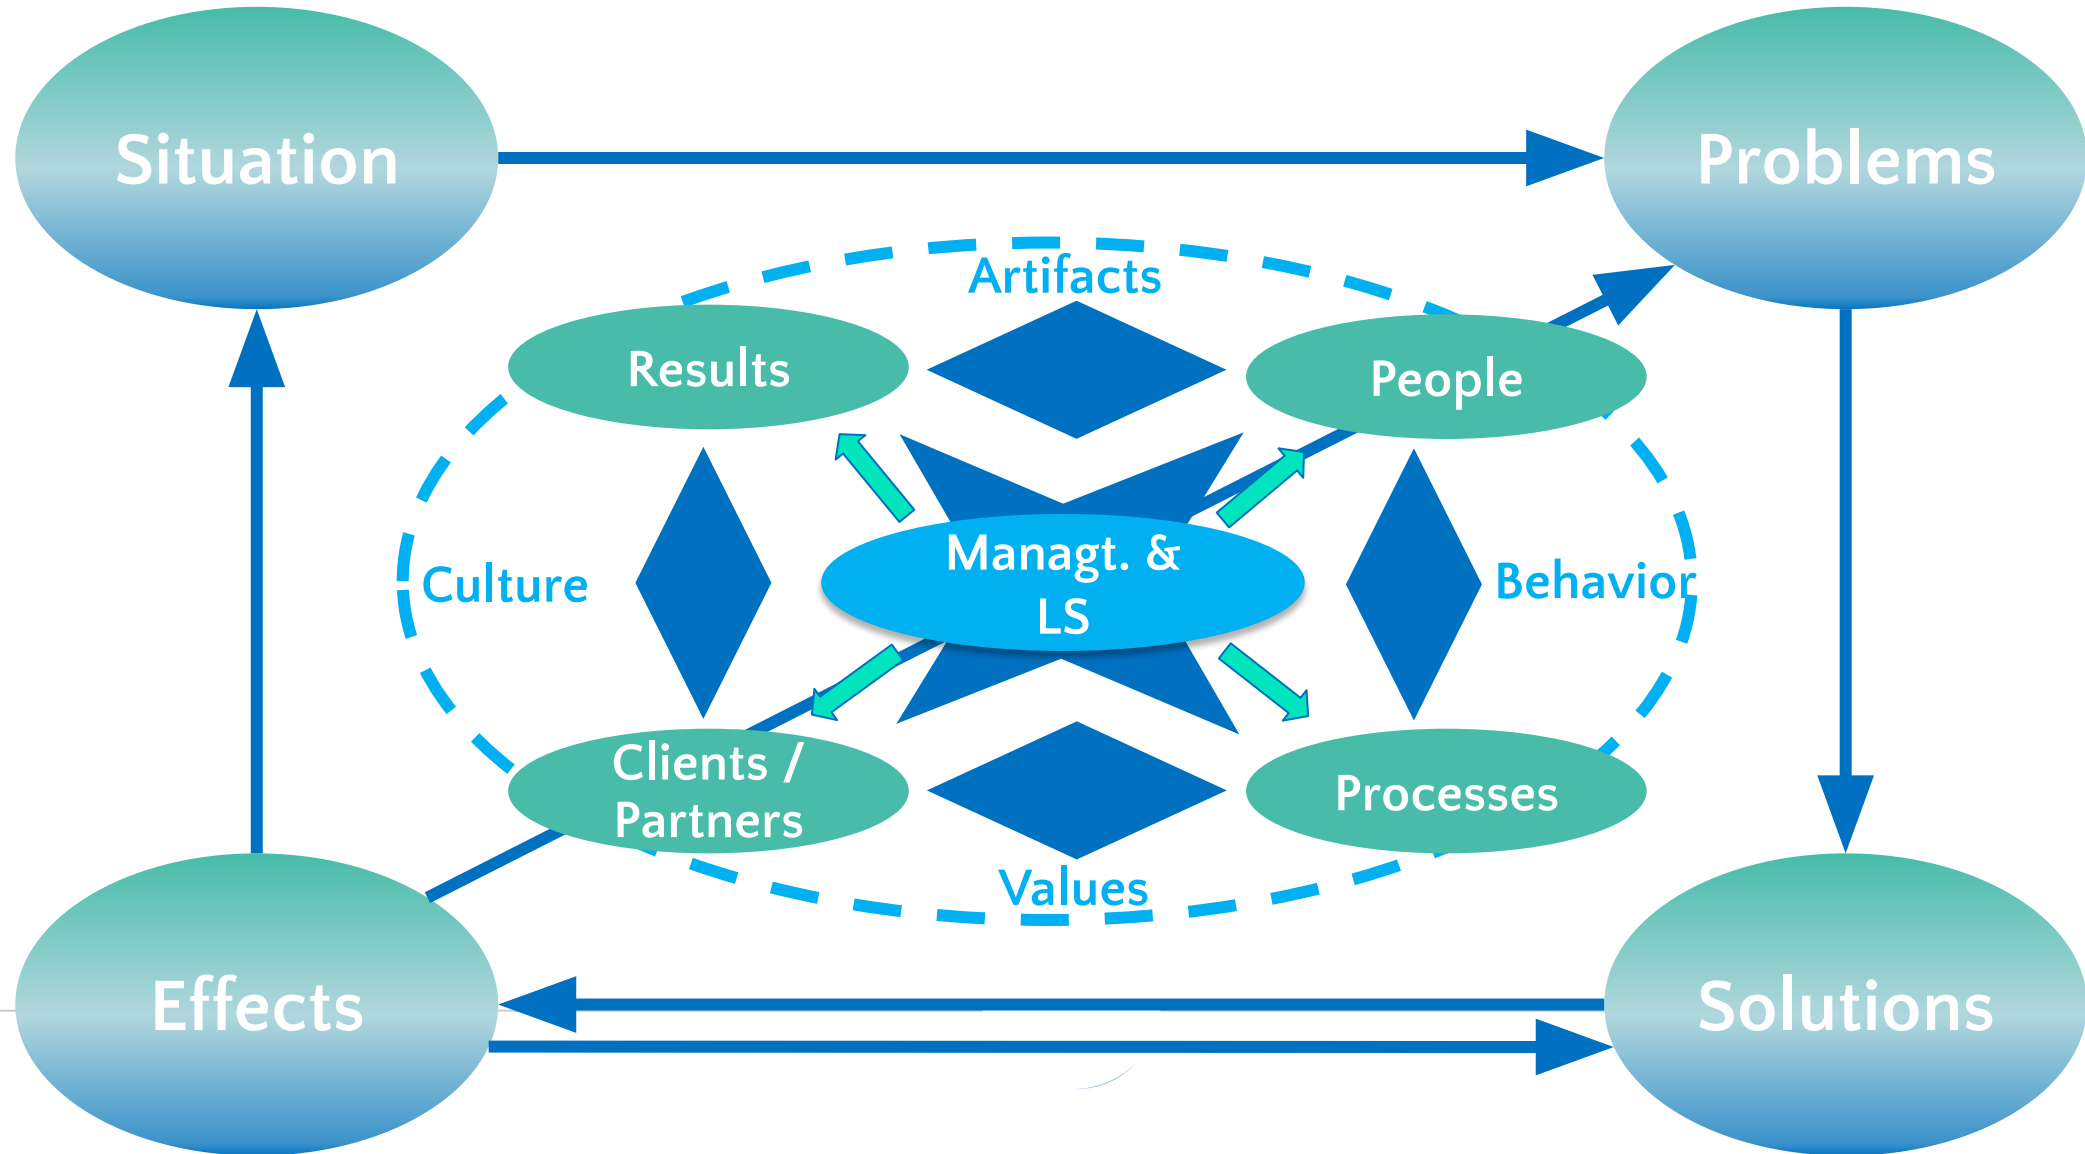 Situation
Problems
Artifacts
Results
People
Managt. &
LS
Culture
Behavior
Clients /
Partners
Processes
Values
Effects
Solutions